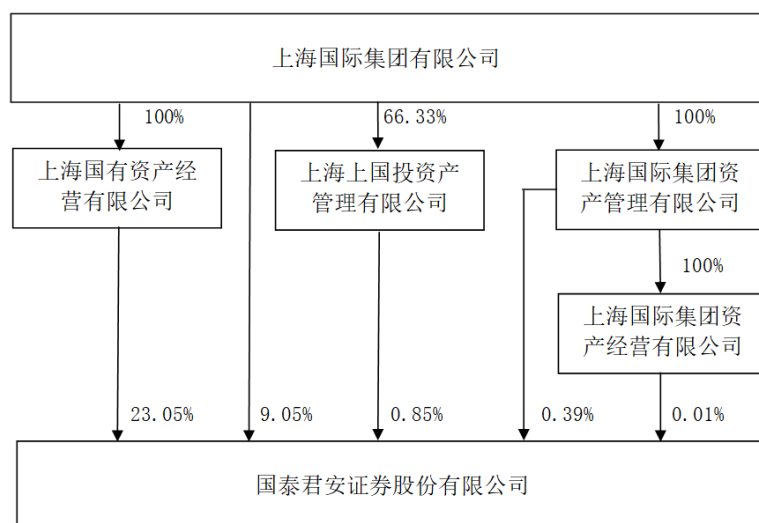 上海国际集团有限公司
100%
66.33%
100%
上海国有资产经
营有限公司
上海上国投资产
管理有限公司
上海国际集团资
产管理有限公司
100%
上海国际集团资
产经营有限公司
23.05%
9.05%
0.85%
0.39%
0.01%
国泰君安证券股份有限公司